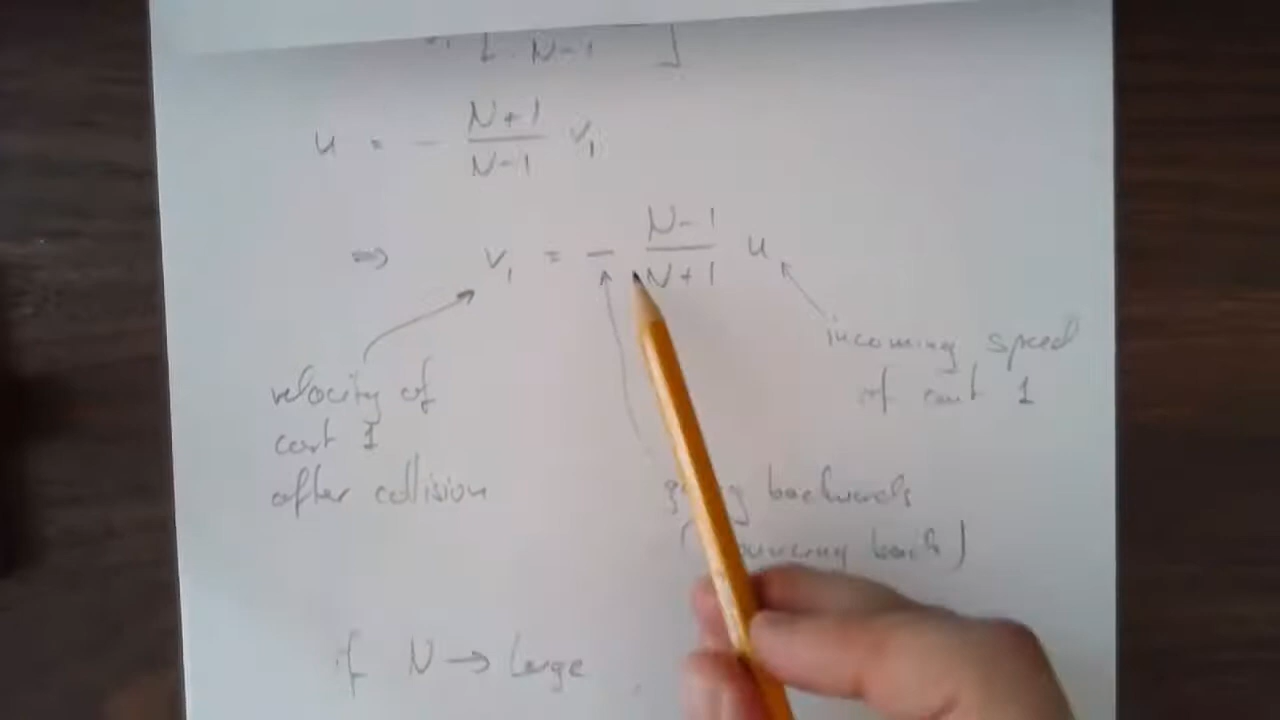 N-1 ]
u = - N+1/N-1 v₁
⇒ v₁ = - N-1/N+1 u
incoming speed
of cart 1
velocity of
cart 1
after collision
backwards
back)
if N → large